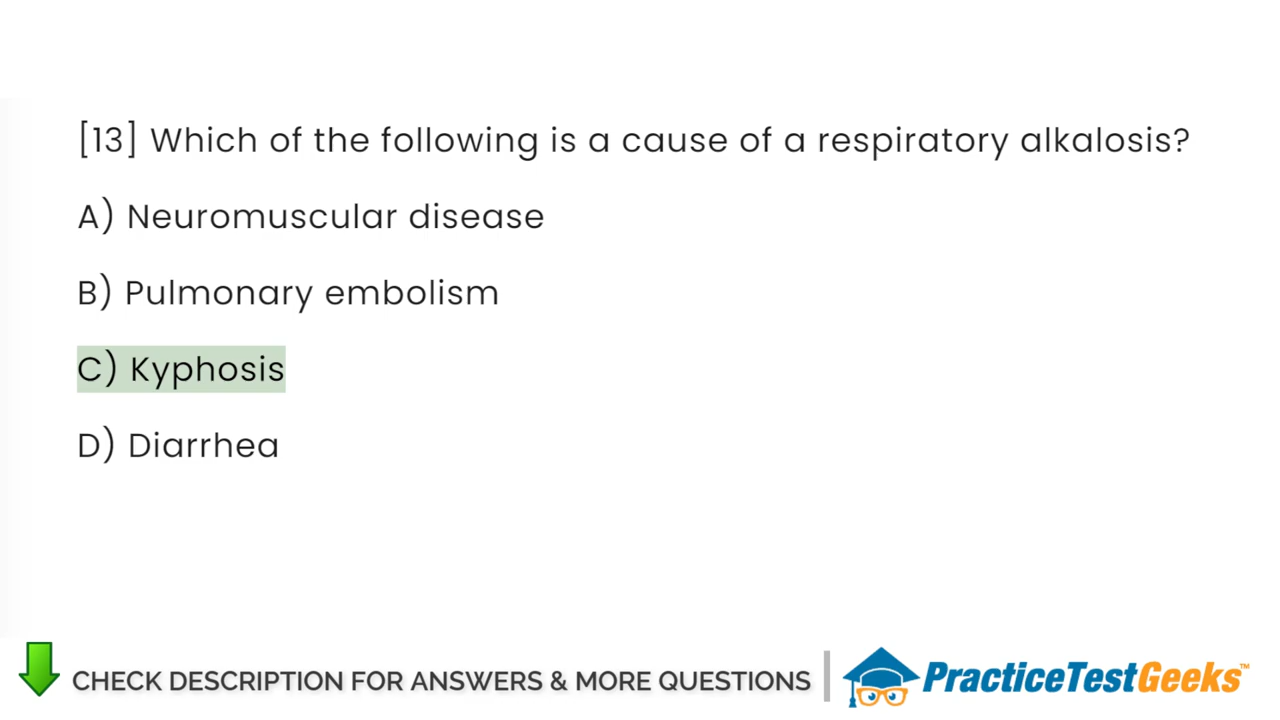 [13] Which of the following is a cause of a respiratory alkalosis?
A) Neuromuscular disease
B) Pulmonary embolism
C) Kyphosis
D) Diarrhea
CHECK DESCRIPTION FOR ANSWERS & MORE QUESTIONS
PracticeTestGeeks™